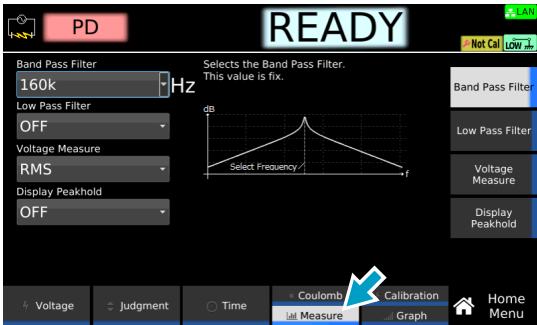 PD
READY
LAN
Not Cal
LOW
Band Pass Filter
160k
Hz
Low Pass Filter
OFF
Voltage Measure
RMS
Display Peakhold
OFF
Selects the Band Pass Filter.
This value is fix.
dB
Select Frequency
f
Band Pass Filter
Low Pass Filter
Voltage
Measure
Display
Peakhold
Voltage
Judgment
Time
Coulomb
Calibration
Measure
Graph
Home
Menu